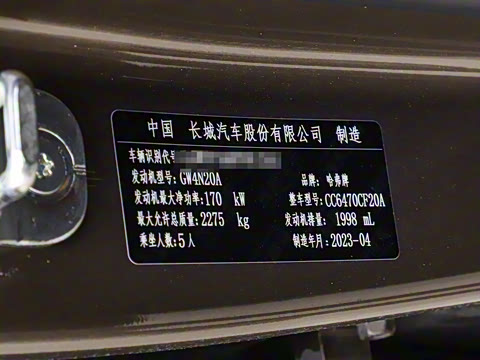 中国 长城汽车股份有限公司 制造
车辆识别代号
发动机型号:GW4N20A 品牌:哈弗牌
发动机最大净功率:170 kW 整车型号:CC6470CF20A
最大允许总质量:2275 kg 发动机排量:1998 mL
乘坐人数:5人 制造年月:2023-04